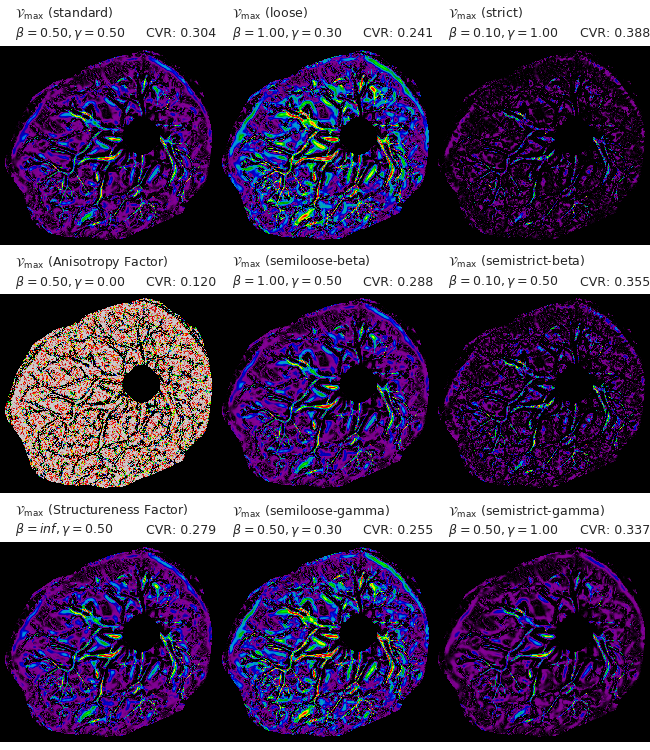 𝒱max (standard)
β = 0.50, γ = 0.50 CVR: 0.304
𝒱max (loose)
β = 1.00, γ = 0.30 CVR: 0.241
𝒱max (strict)
β = 0.10, γ = 1.00 CVR: 0.388
𝒱max (Anisotropy Factor)
β = 0.50, γ = 0.00 CVR: 0.120
𝒱max (semiloose-beta)
β = 1.00, γ = 0.50 CVR: 0.288
𝒱max (semistrict-beta)
β = 0.10, γ = 0.50 CVR: 0.355
𝒱max (Structureness Factor)
β = inf, γ = 0.50 CVR: 0.279
𝒱max (semiloose-gamma)
β = 0.50, γ = 0.30 CVR: 0.255
𝒱max (semistrict-gamma)
β = 0.50, γ = 1.00 CVR: 0.337